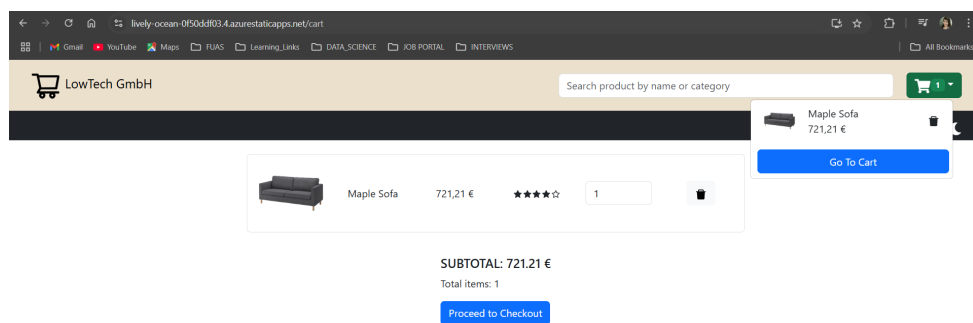 lively-ocean-0f50ddf03.4.azurestaticapps.net/cart
Gmail YouTube Maps FUAS Learning_Links DATA_SCIENCE JOB PORTAL INTERVIEWS All Bookmarks
LowTech GmbH Search product by name or category 1
Maple Sofa
721,21 €
Go To Cart
Maple Sofa 721,21 € ★★★★☆ 1
SUBTOTAL: 721.21 €
Total items: 1
Proceed to Checkout